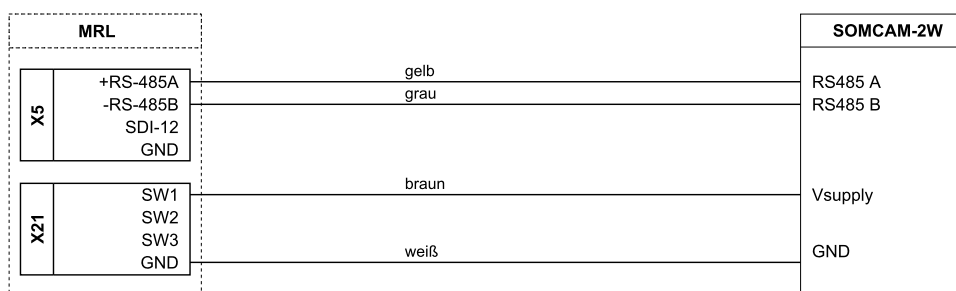 MRL
SOMCAM-2W
X5
+RS-485A
gelb
RS485 A
-RS-485B
grau
RS485 B
SDI-12
GND
X21
SW1
braun
Vsupply
SW2
SW3
GND
weiß
GND